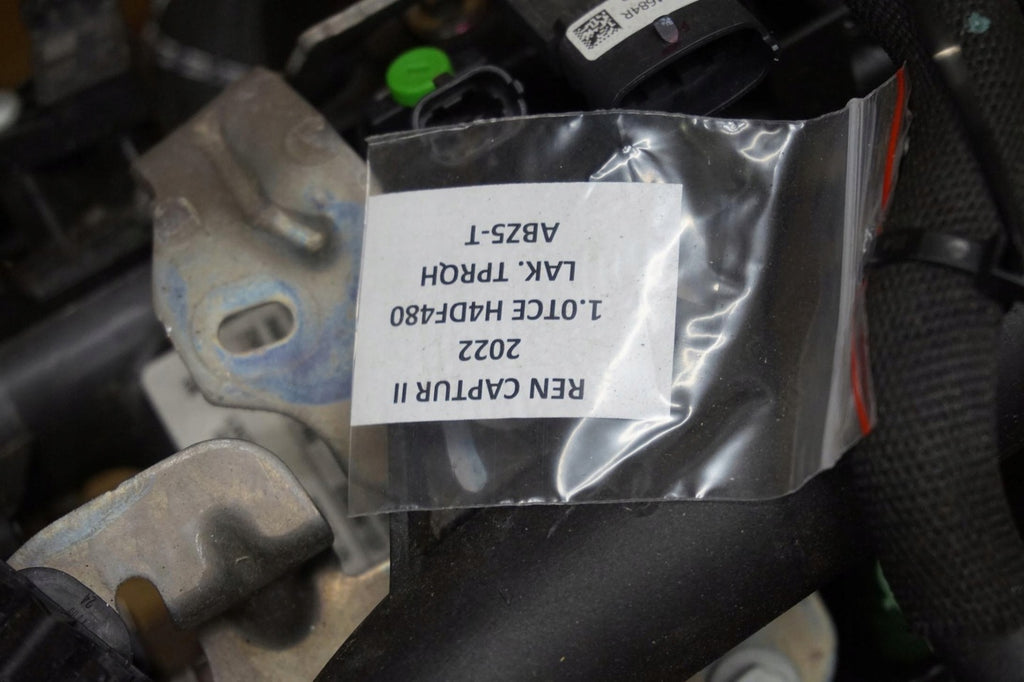 REN CAPTUR II
2022
1.0TCE H4DF480
LAK. TPRQH
ABZ5-T